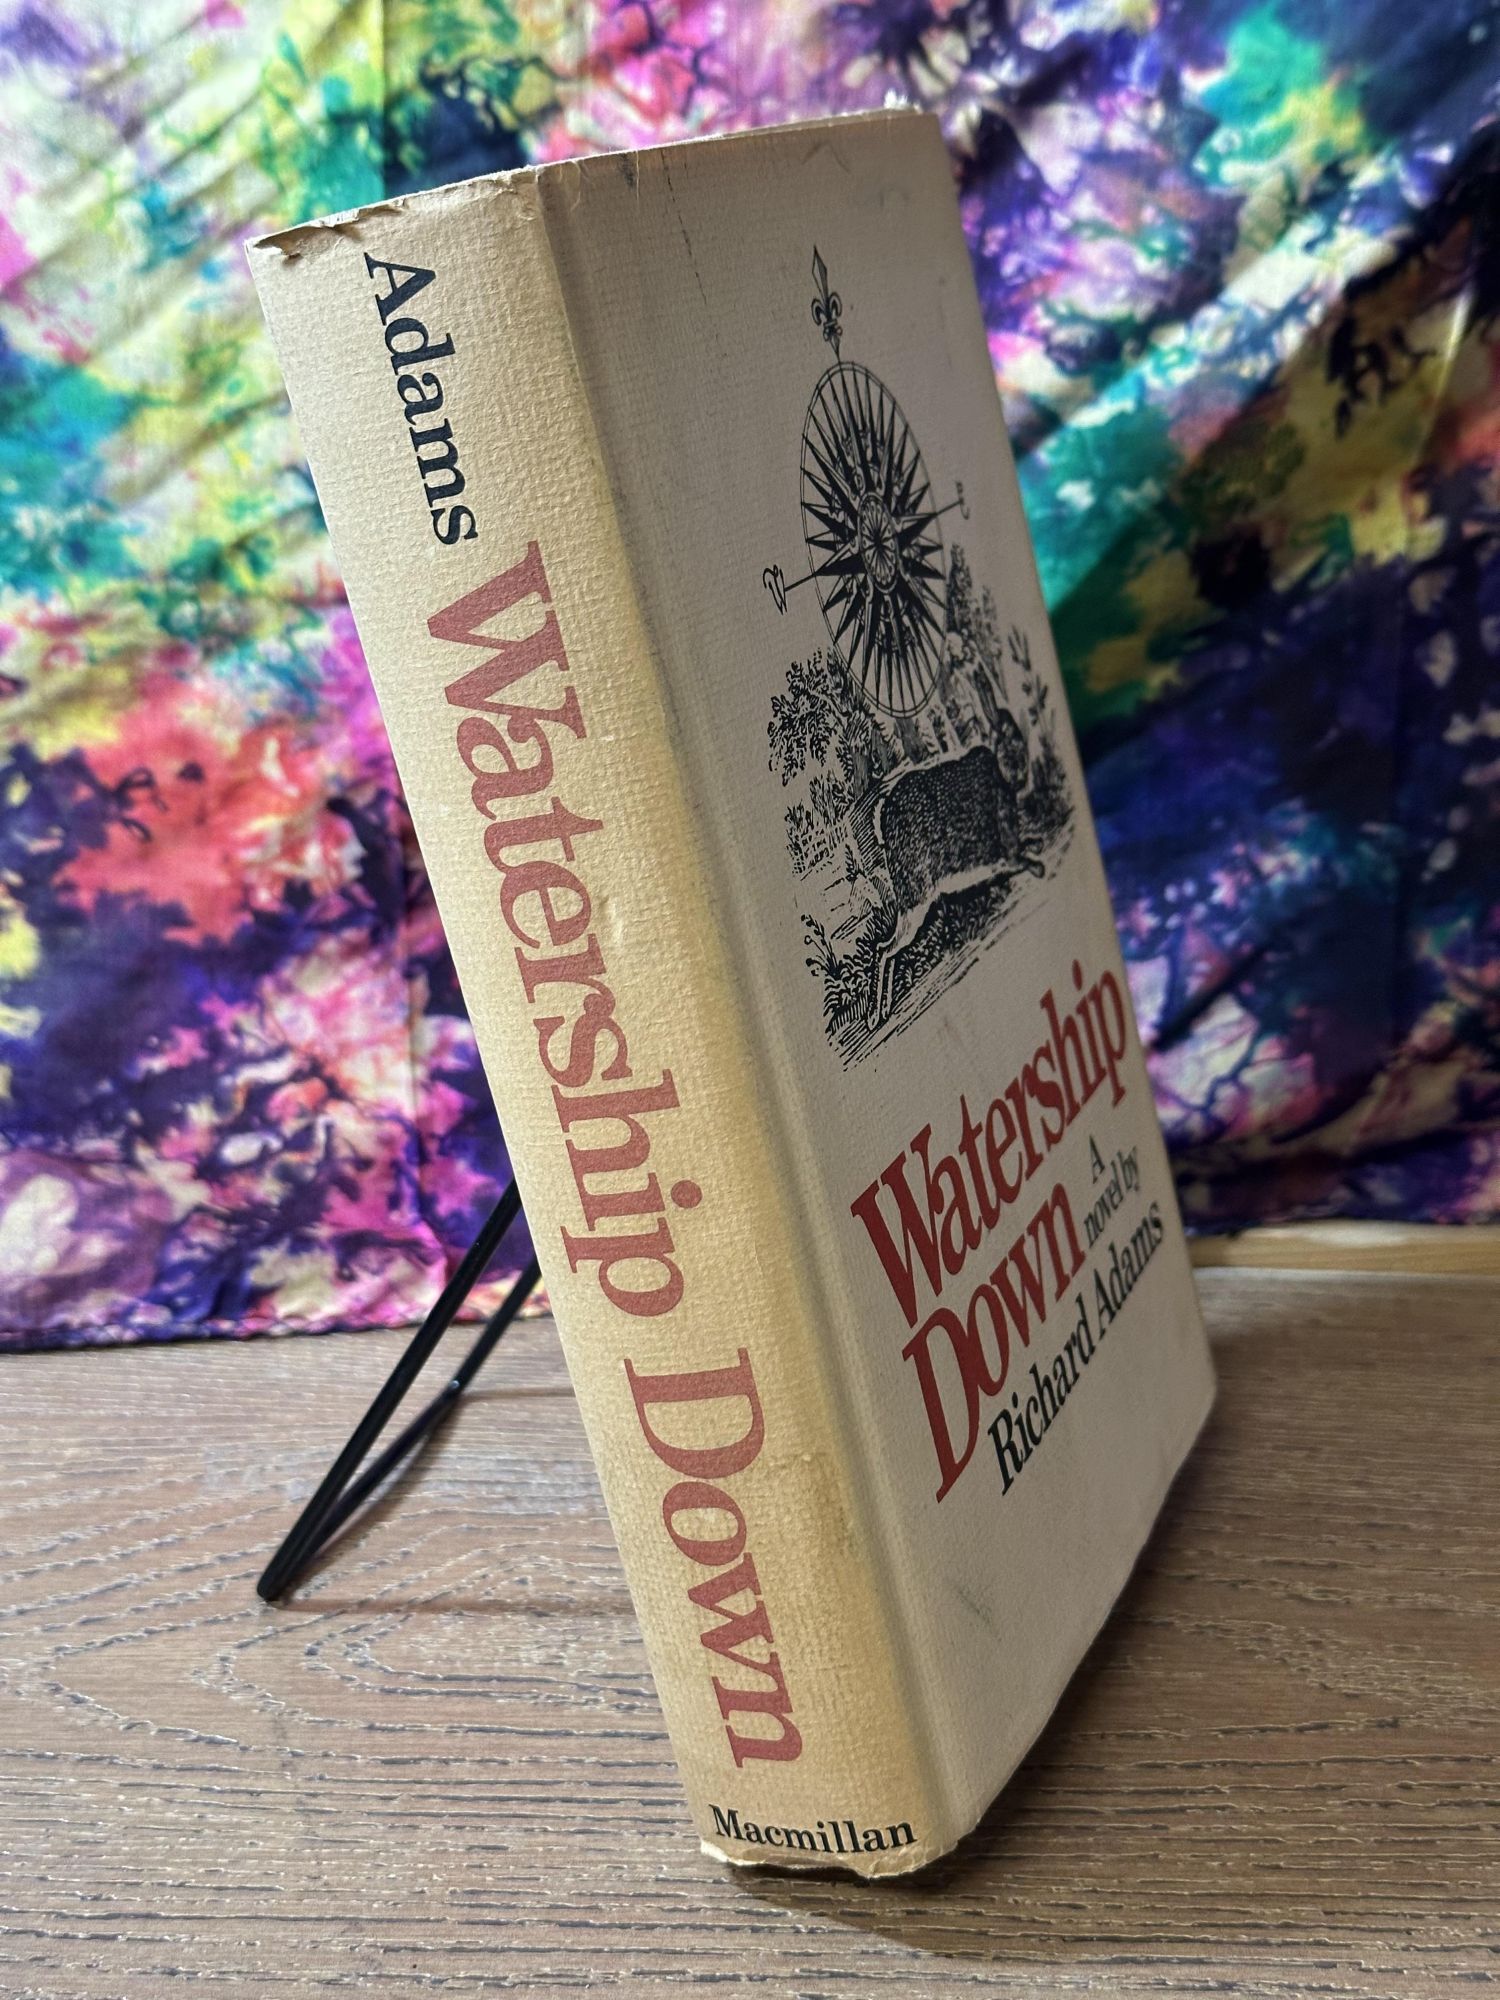 Adams Watership Down
Macmillan
Watership
Down
A
novel by
Richard Adams